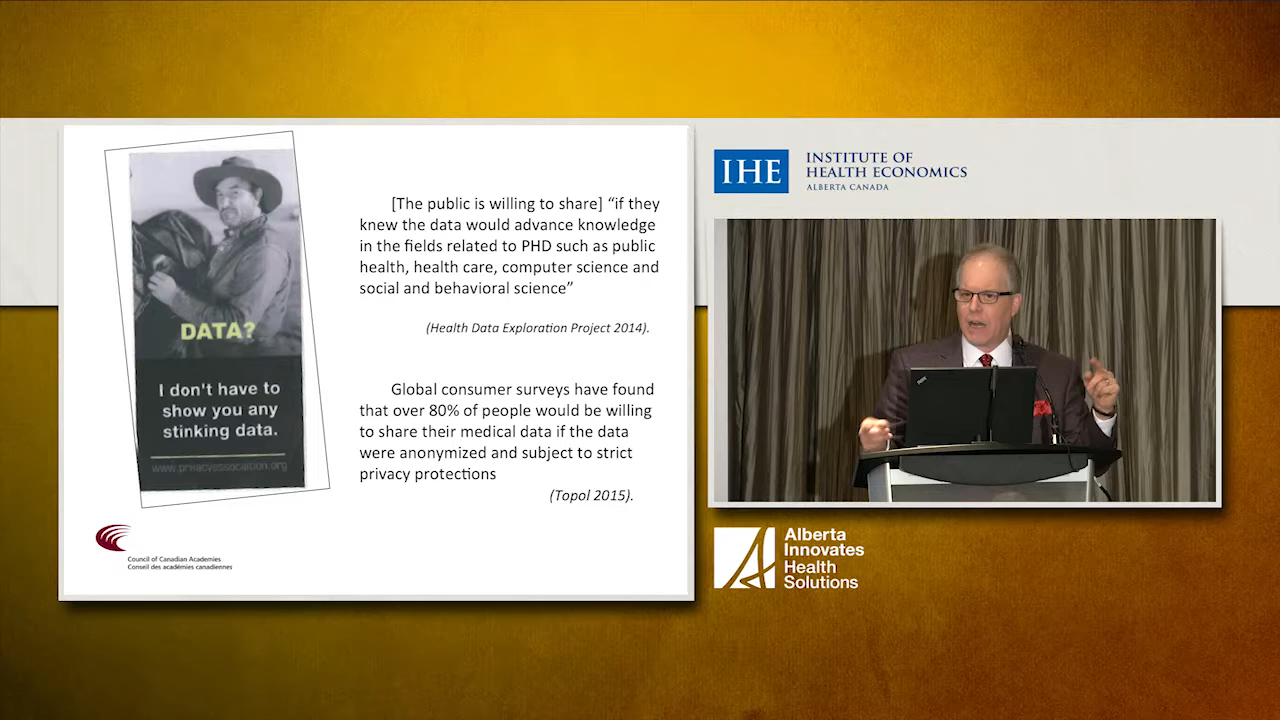 DATA?
I don't have to
show you any
stinking data.
www.privacyassociation.org
[The public is willing to share] “if they
knew the data would advance knowledge
in the fields related to PHD such as public
health, health care, computer science and
social and behavioral science”
(Health Data Exploration Project 2014).
Global consumer surveys have found
that over 80% of people would be willing
to share their medical data if the data
were anonymized and subject to strict
privacy protections
(Topol 2015).
Council of Canadian Academies
Conseil des académies canadiennes
IHE
INSTITUTE OF
HEALTH ECONOMICS
ALBERTA CANADA
Alberta
Innovates
Health
Solutions